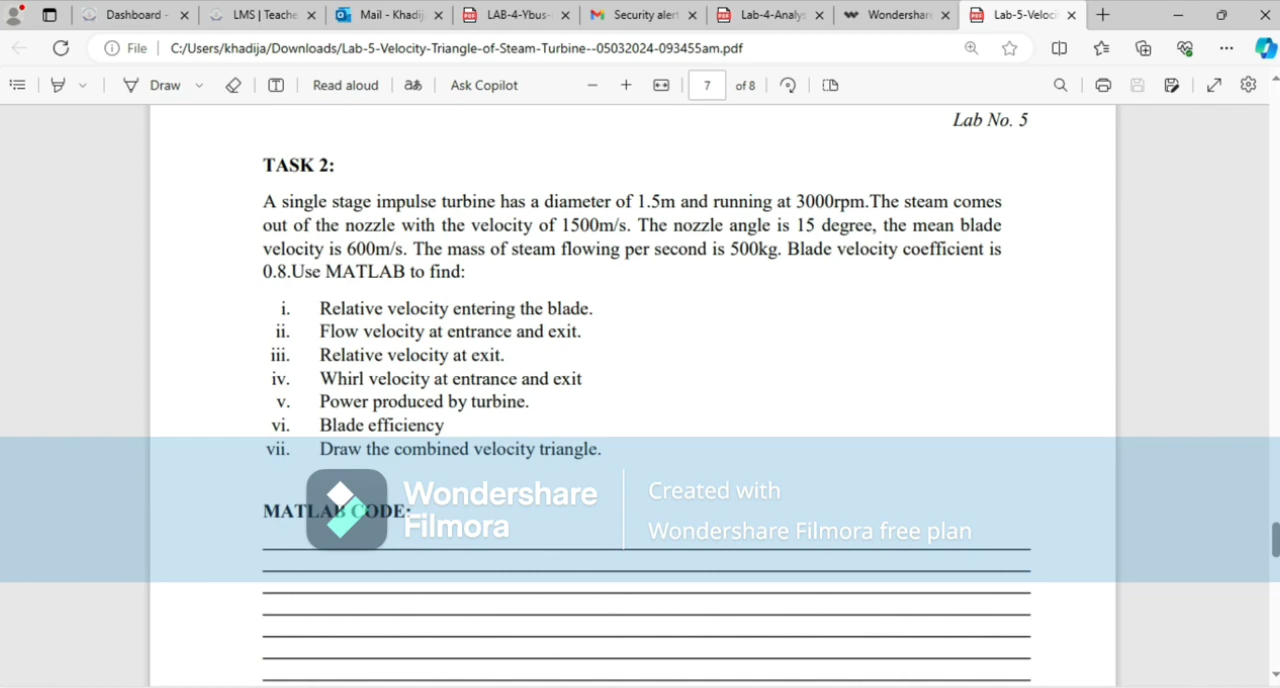 Dashboard -
LMS | Teache
Mail - Khadij
LAB-4-Ybus-
Security alert
Lab-4-Analys
Wondershar
Lab-5-Veloci
File
C:/Users/khadija/Downloads/Lab-5-Velocity-Triangle-of-Steam-Turbine--05032024-093455am.pdf
Draw
Read aloud
Ask Copilot
7 of 8
Lab No. 5
TASK 2:
A single stage impulse turbine has a diameter of 1.5m and running at 3000rpm.The steam comes
out of the nozzle with the velocity of 1500m/s. The nozzle angle is 15 degree, the mean blade
velocity is 600m/s. The mass of steam flowing per second is 500kg. Blade velocity coefficient is
0.8.Use MATLAB to find:
i. Relative velocity entering the blade.
ii. Flow velocity at entrance and exit.
iii. Relative velocity at exit.
iv. Whirl velocity at entrance and exit
v. Power produced by turbine.
vi. Blade efficiency
vii. Draw the combined velocity triangle.
MATLAB CODE:
Wondershare
Filmora
Created with
Wondershare Filmora free plan